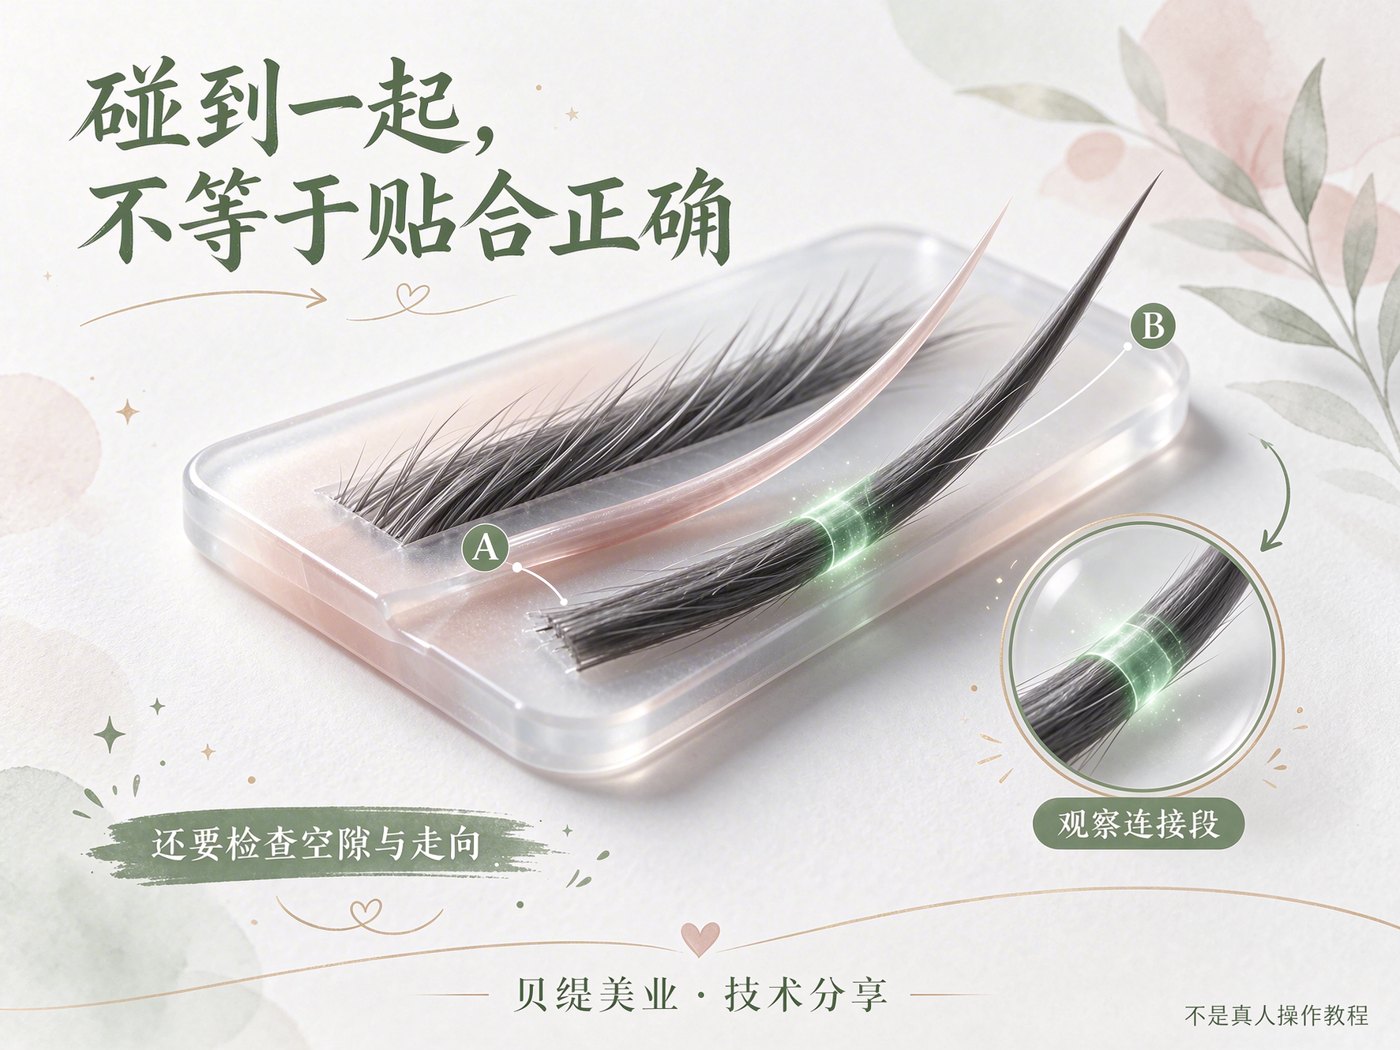 碰到一起，
不等于贴合正确
B
A
还要检查空隙与走向
观察连接段
贝缇美业·技术分享
不是真人操作教程